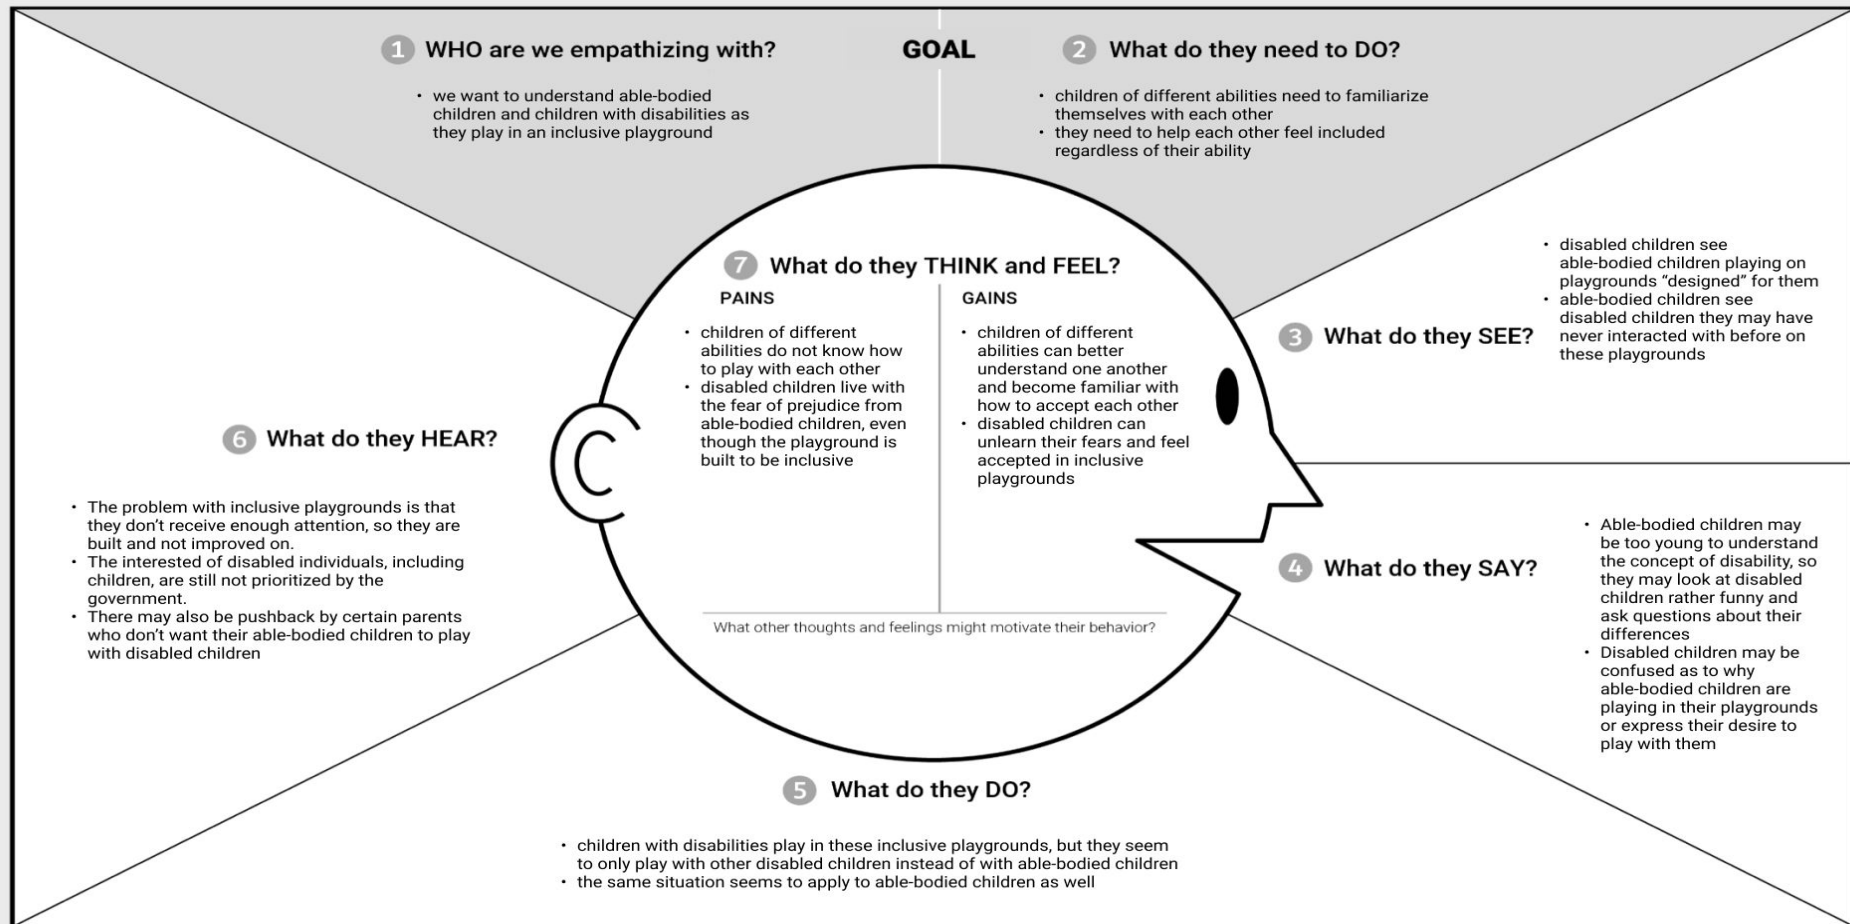 1 WHO are we empathizing with?
• we want to understand able-bodied
children and children with disabilities as
they play in an inclusive playground
GOAL
2 What do they need to DO?
• children of different abilities need to familiarize
themselves with each other
• they need to help each other feel included
regardless of their ability
3 What do they SEE?
• disabled children see
able-bodied children playing on
playgrounds “designed” for them
• able-bodied children see
disabled children they may have
never interacted with before on
these playgrounds
4 What do they SAY?
• Able-bodied children may
be too young to understand
the concept of disability, so
they may look at disabled
children rather funny and
ask questions about their
differences
• Disabled children may be
confused as to why
able-bodied children are
playing in their playgrounds
or express their desire to
play with them
5 What do they DO?
• children with disabilities play in these inclusive playgrounds, but they seem
to only play with other disabled children instead of with able-bodied children
• the same situation seems to apply to able-bodied children as well
6 What do they HEAR?
• The problem with inclusive playgrounds is that
they don’t receive enough attention, so they are
built and not improved on.
• The interested of disabled individuals, including
children, are still not prioritized by the
government.
• There may also be pushback by certain parents
who don’t want their able-bodied children to play
with disabled children
7 What do they THINK and FEEL?
PAINS
• children of different
abilities do not know how
to play with each other
• disabled children live with
the fear of prejudice from
able-bodied children, even
though the playground is
built to be inclusive
GAINS
• children of different
abilities can better
understand one another
and become familiar with
how to accept each other
• disabled children can
unlearn their fears and feel
accepted in inclusive
playgrounds
What other thoughts and feelings might motivate their behavior?